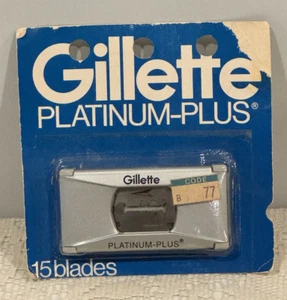 Gillette
PLATINUM-PLUS®
Gillette
CODE
B 77
PLATINUM-PLUS®
15 blades